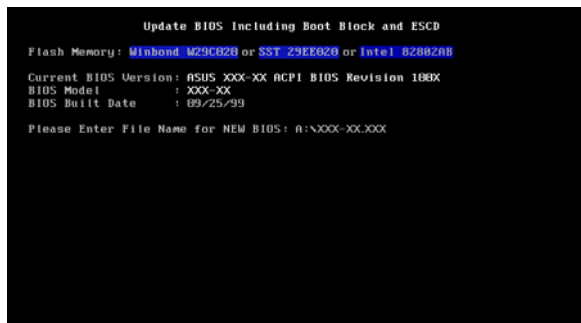 Update BIOS Including Boot Block and ESCD
Flash Memory: Winbond W29C020 or SST 29EE020 or Intel 82802AB
Current BIOS Version: ASUS XXX-XX ACPI BIOS Revision 100X
BIOS Model : XXX-XX
BIOS Built Date : 09/25/99
Please Enter File Name for NEW BIOS: A:\XXX-XX.XXX